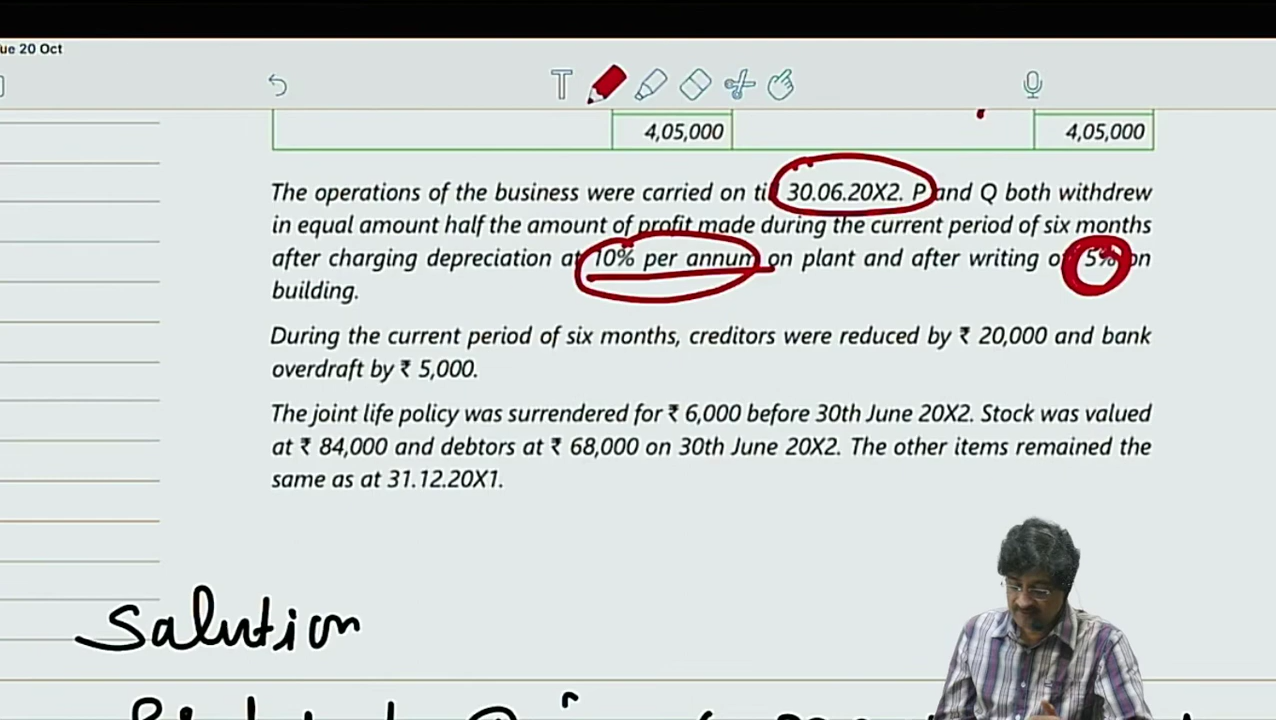 ue 20 Oct
T
4,05,000 4,05,000
The operations of the business were carried on till 30.06.20X2. P and Q both withdrew
in equal amount half the amount of profit made during the current period of six months
after charging depreciation at 10% per annum on plant and after writing of 5% on
building.
During the current period of six months, creditors were reduced by ₹ 20,000 and bank
overdraft by ₹ 5,000.
The joint life policy was surrendered for ₹ 6,000 before 30th June 20X2. Stock was valued
at ₹ 84,000 and debtors at ₹ 68,000 on 30th June 20X2. The other items remained the
same as at 31.12.20X1.
Salution